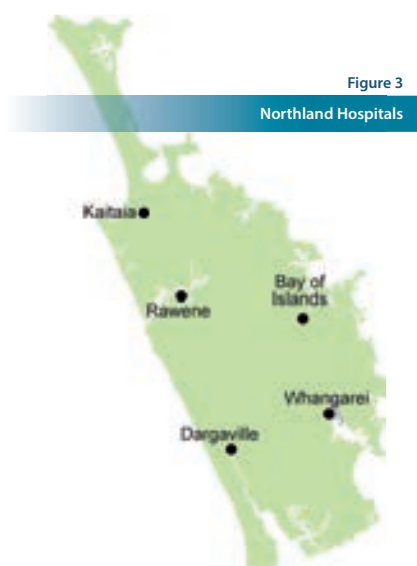 Figure 3
Northland Hospitals
Kaitaia
Rawene
Bay of
Islands
Whangarei
Dargaville